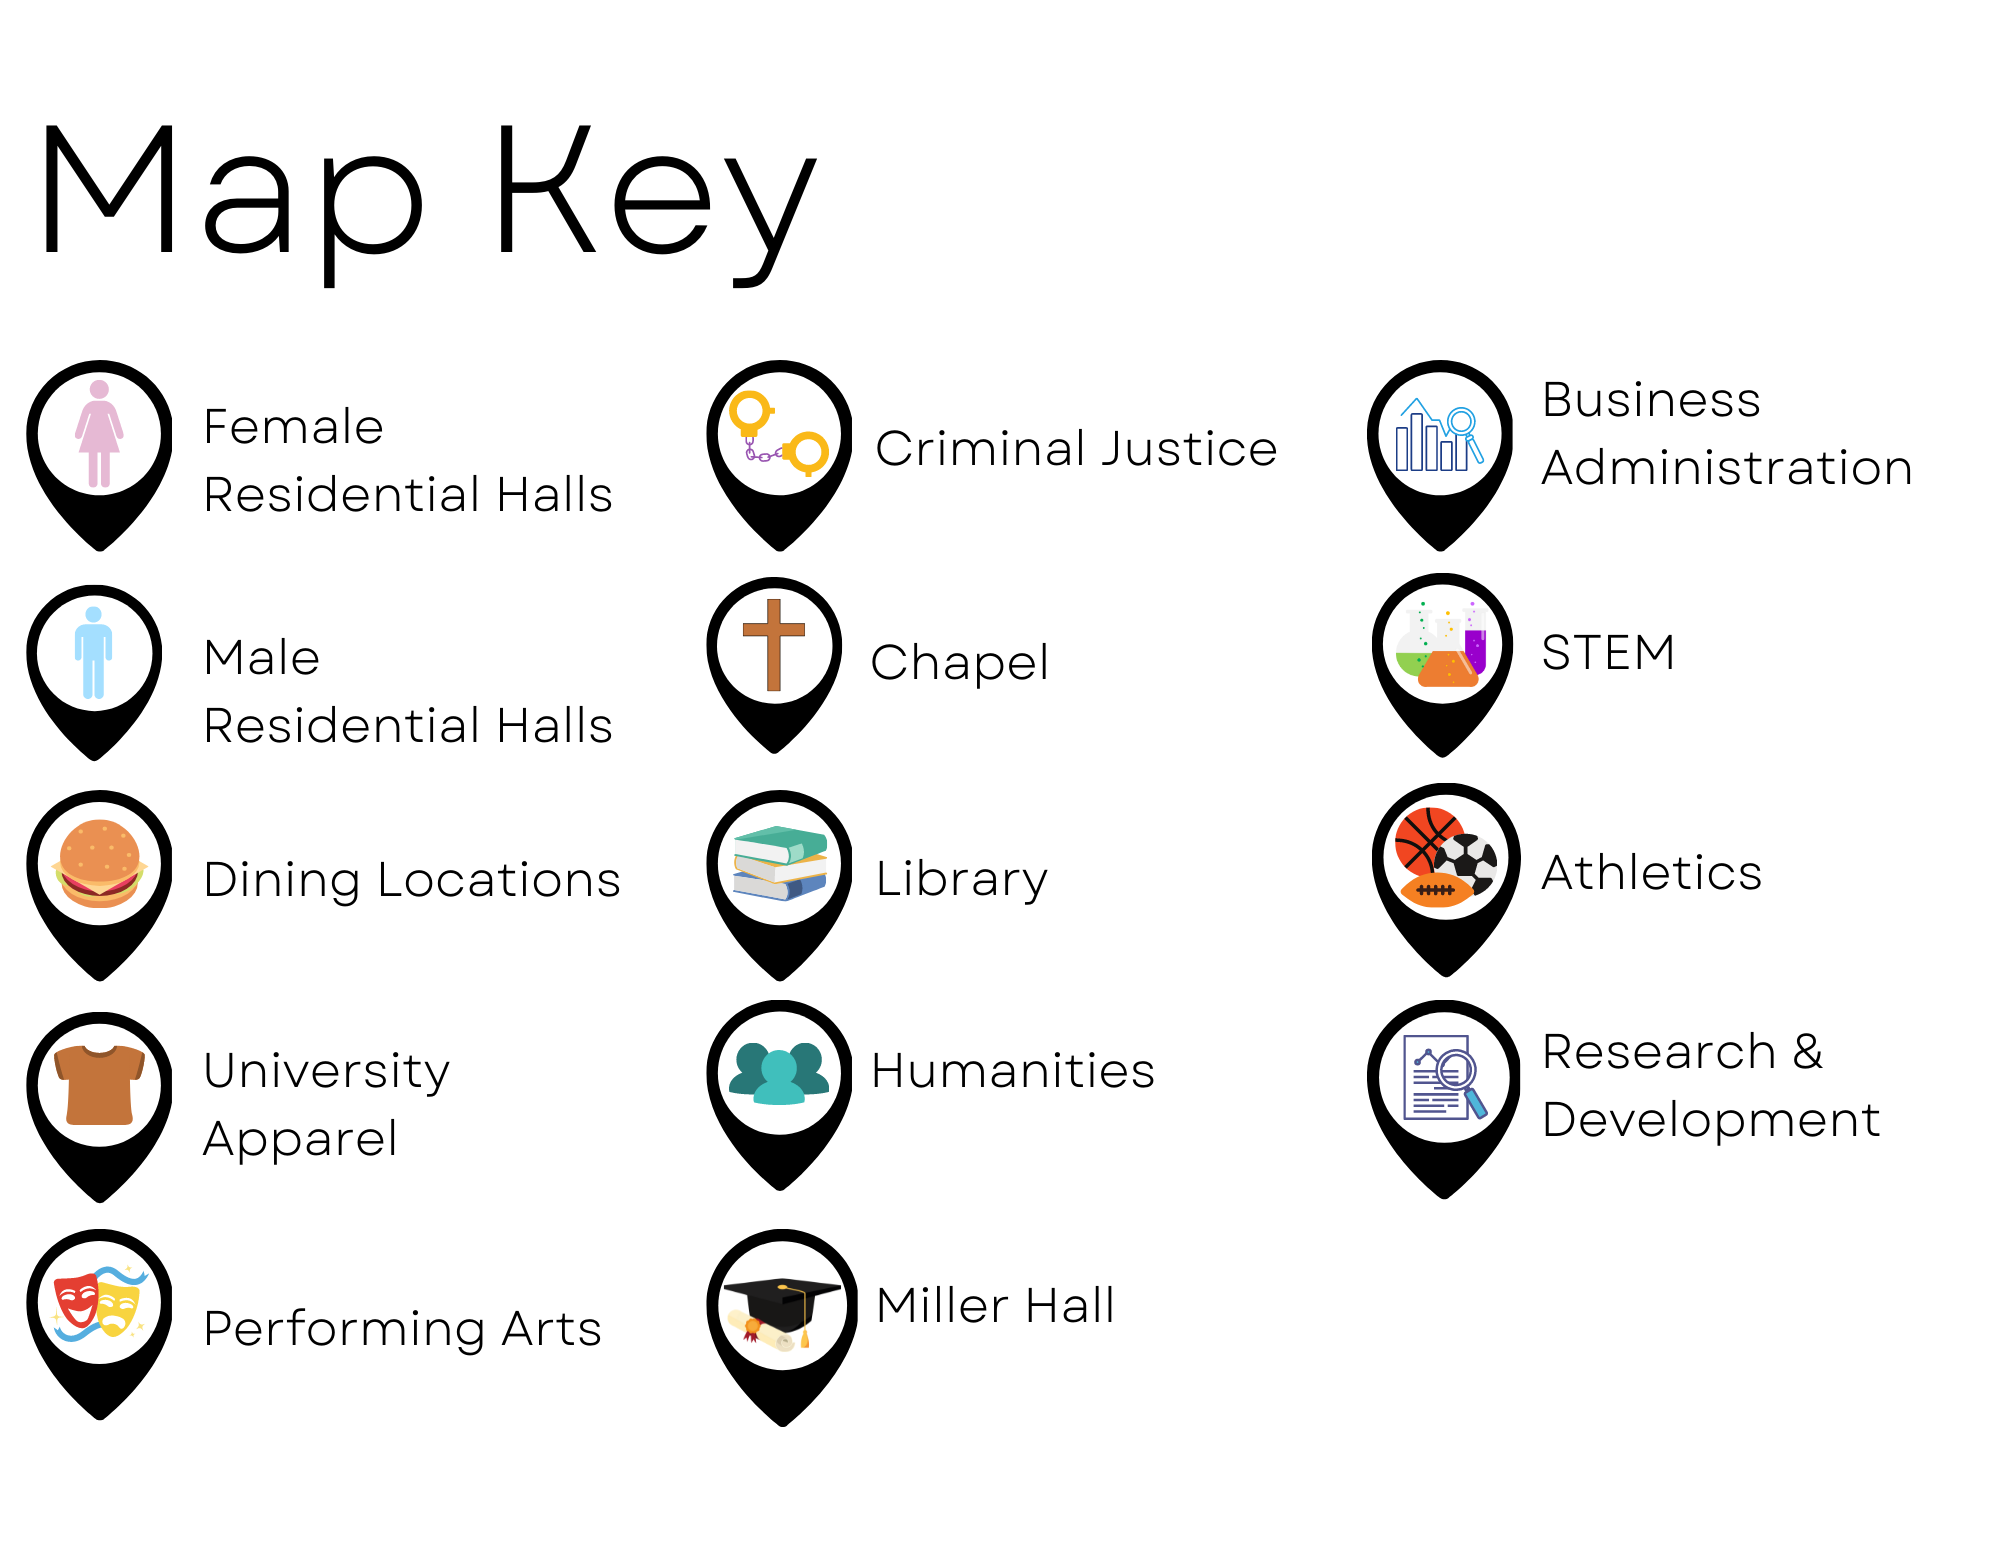 Map Key
Female
Residential Halls
Male
Residential Halls
Dining Locations
University
Apparel
Performing Arts
Criminal Justice
Chapel
Library
Humanities
Miller Hall
Business
Administration
STEM
Athletics
Research &
Development